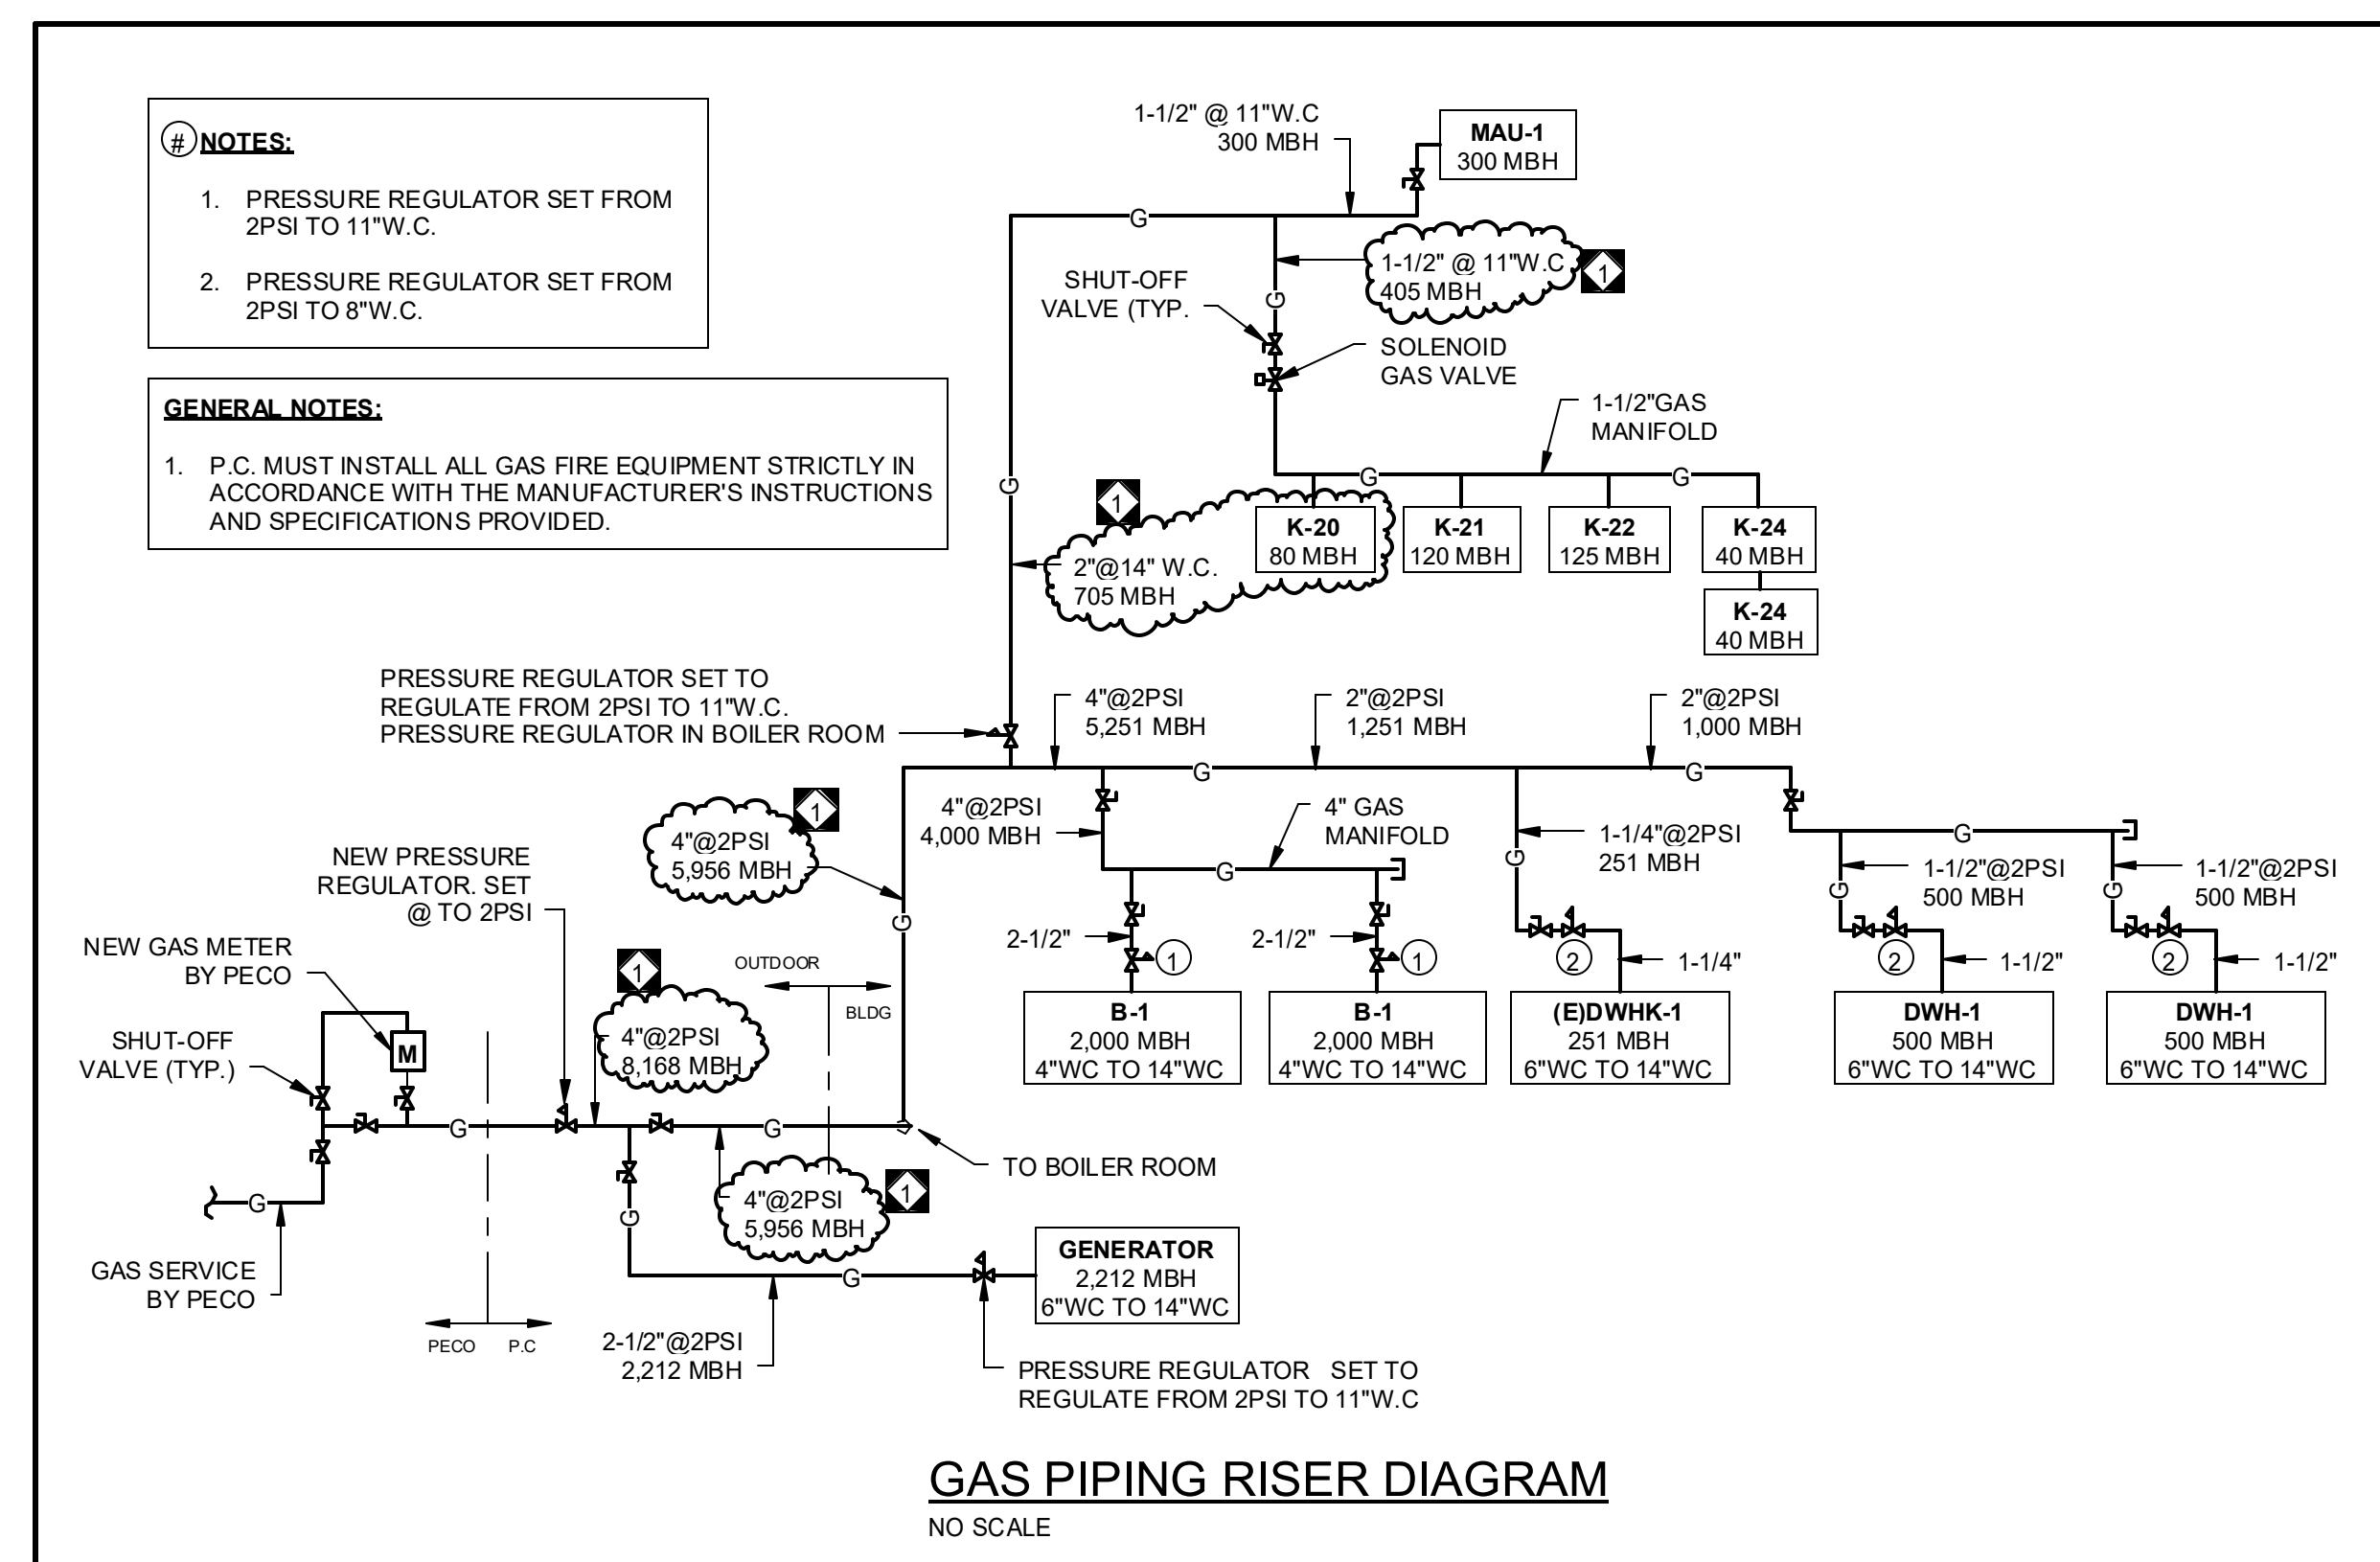 # NOTES:
1. PRESSURE REGULATOR SET FROM
2PSI TO 11"W.C.
2. PRESSURE REGULATOR SET FROM
2PSI TO 8"W.C.
GENERAL NOTES:
1. P.C. MUST INSTALL ALL GAS FIRE EQUIPMENT STRICTLY IN
ACCORDANCE WITH THE MANUFACTURER'S INSTRUCTIONS
AND SPECIFICATIONS PROVIDED.
1-1/2" @ 11"W.C
300 MBH
MAU-1
300 MBH
G
1-1/2" @ 11"W.C
405 MBH
1
SHUT-OFF
VALVE (TYP.
G
SOLENOID
GAS VALVE
1-1/2"GAS
MANIFOLD
G
G
G
1
2"@14" W.C.
705 MBH
K-20
80 MBH
K-21
120 MBH
K-22
125 MBH
K-24
40 MBH
K-24
40 MBH
PRESSURE REGULATOR SET TO
REGULATE FROM 2PSI TO 11"W.C.
PRESSURE REGULATOR IN BOILER ROOM
4"@2PSI
5,251 MBH
2"@2PSI
1,251 MBH
2"@2PSI
1,000 MBH
G
G
1
4"@2PSI
5,956 MBH
4"@2PSI
4,000 MBH
4" GAS
MANIFOLD
G
1-1/4"@2PSI
251 MBH
G
G
1-1/2"@2PSI
500 MBH
G
1-1/2"@2PSI
500 MBH
G
NEW PRESSURE
REGULATOR. SET
@ TO 2PSI
G
2-1/2"
1
2-1/2"
1
2
1-1/4"
2
1-1/2"
2
1-1/2"
NEW GAS METER
BY PECO
1
OUTDOOR
BLDG
B-1
2,000 MBH
4"WC TO 14"WC
B-1
2,000 MBH
4"WC TO 14"WC
(E)DWHK-1
251 MBH
6"WC TO 14"WC
DWH-1
500 MBH
6"WC TO 14"WC
DWH-1
500 MBH
6"WC TO 14"WC
SHUT-OFF
VALVE (TYP.)
M
4"@2PSI
8,168 MBH
G
G
TO BOILER ROOM
4"@2PSI
5,956 MBH
1
G
G
GAS SERVICE
BY PECO
PECO
P.C
G
GENERATOR
2,212 MBH
6"WC TO 14"WC
2-1/2"@2PSI
2,212 MBH
PRESSURE REGULATOR SET TO
REGULATE FROM 2PSI TO 11"W.C
GAS PIPING RISER DIAGRAM
NO SCALE